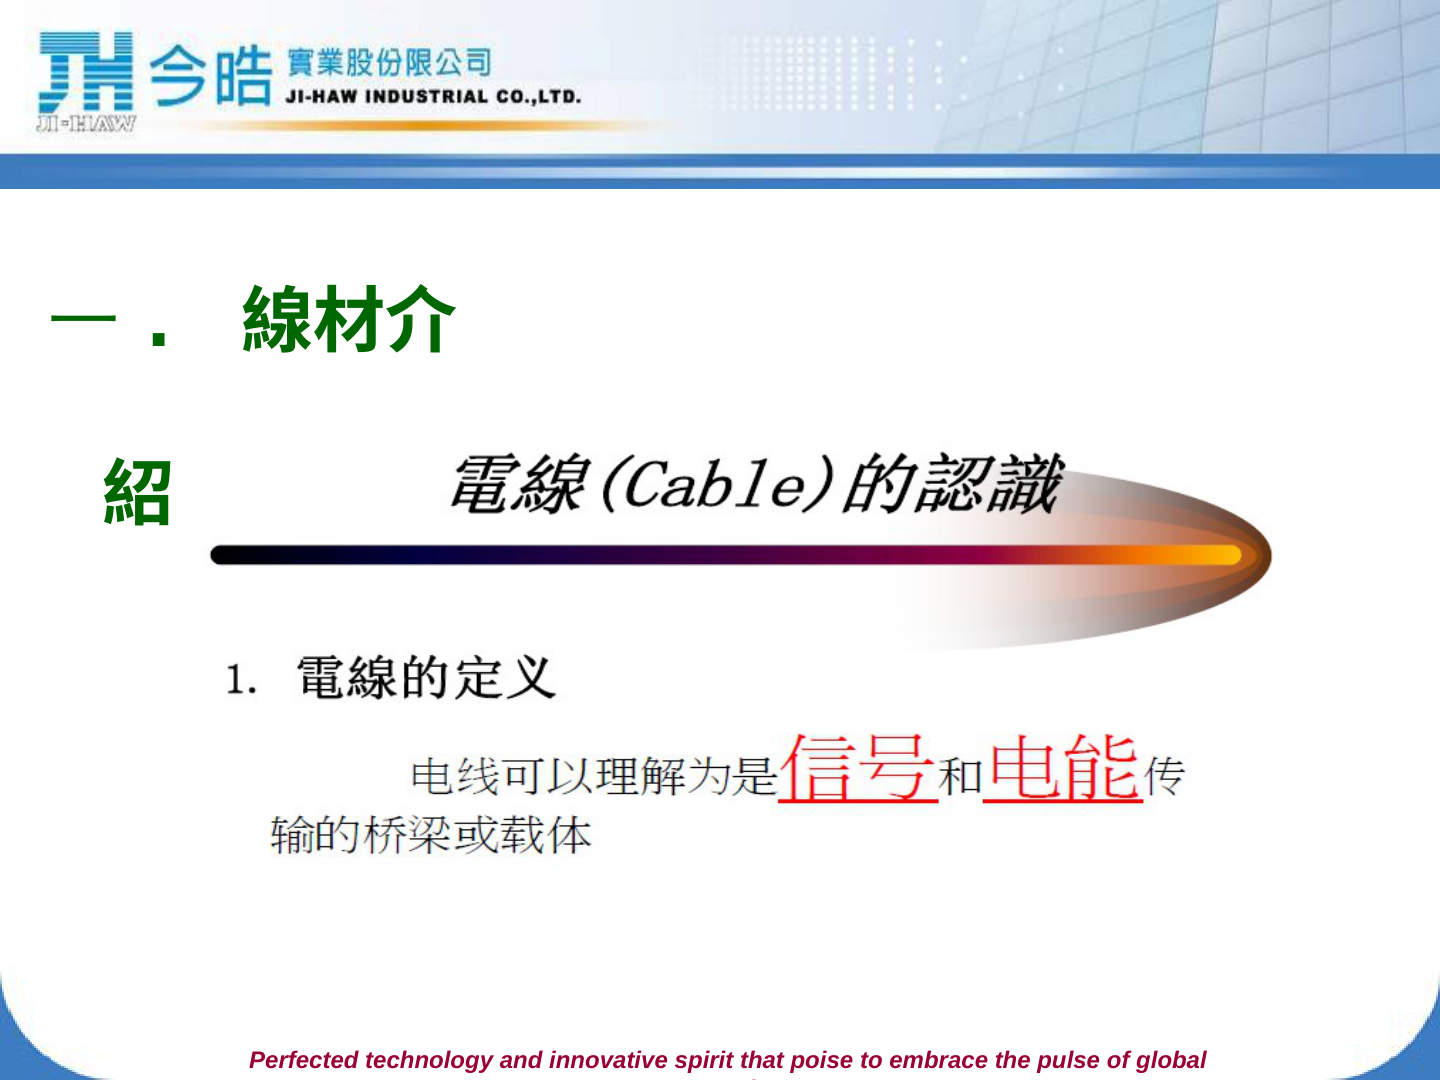 JH 今皓 實業股份限公司
JI-HAW INDUSTRIAL CO.,LTD.
JI-HAW
一． 線材介
紹
電線(Cable)的認識
1. 電線的定义
电线可以理解为是信号和电能传
输的桥梁或载体
Perfected technology and innovative spirit that poise to embrace the pulse of global